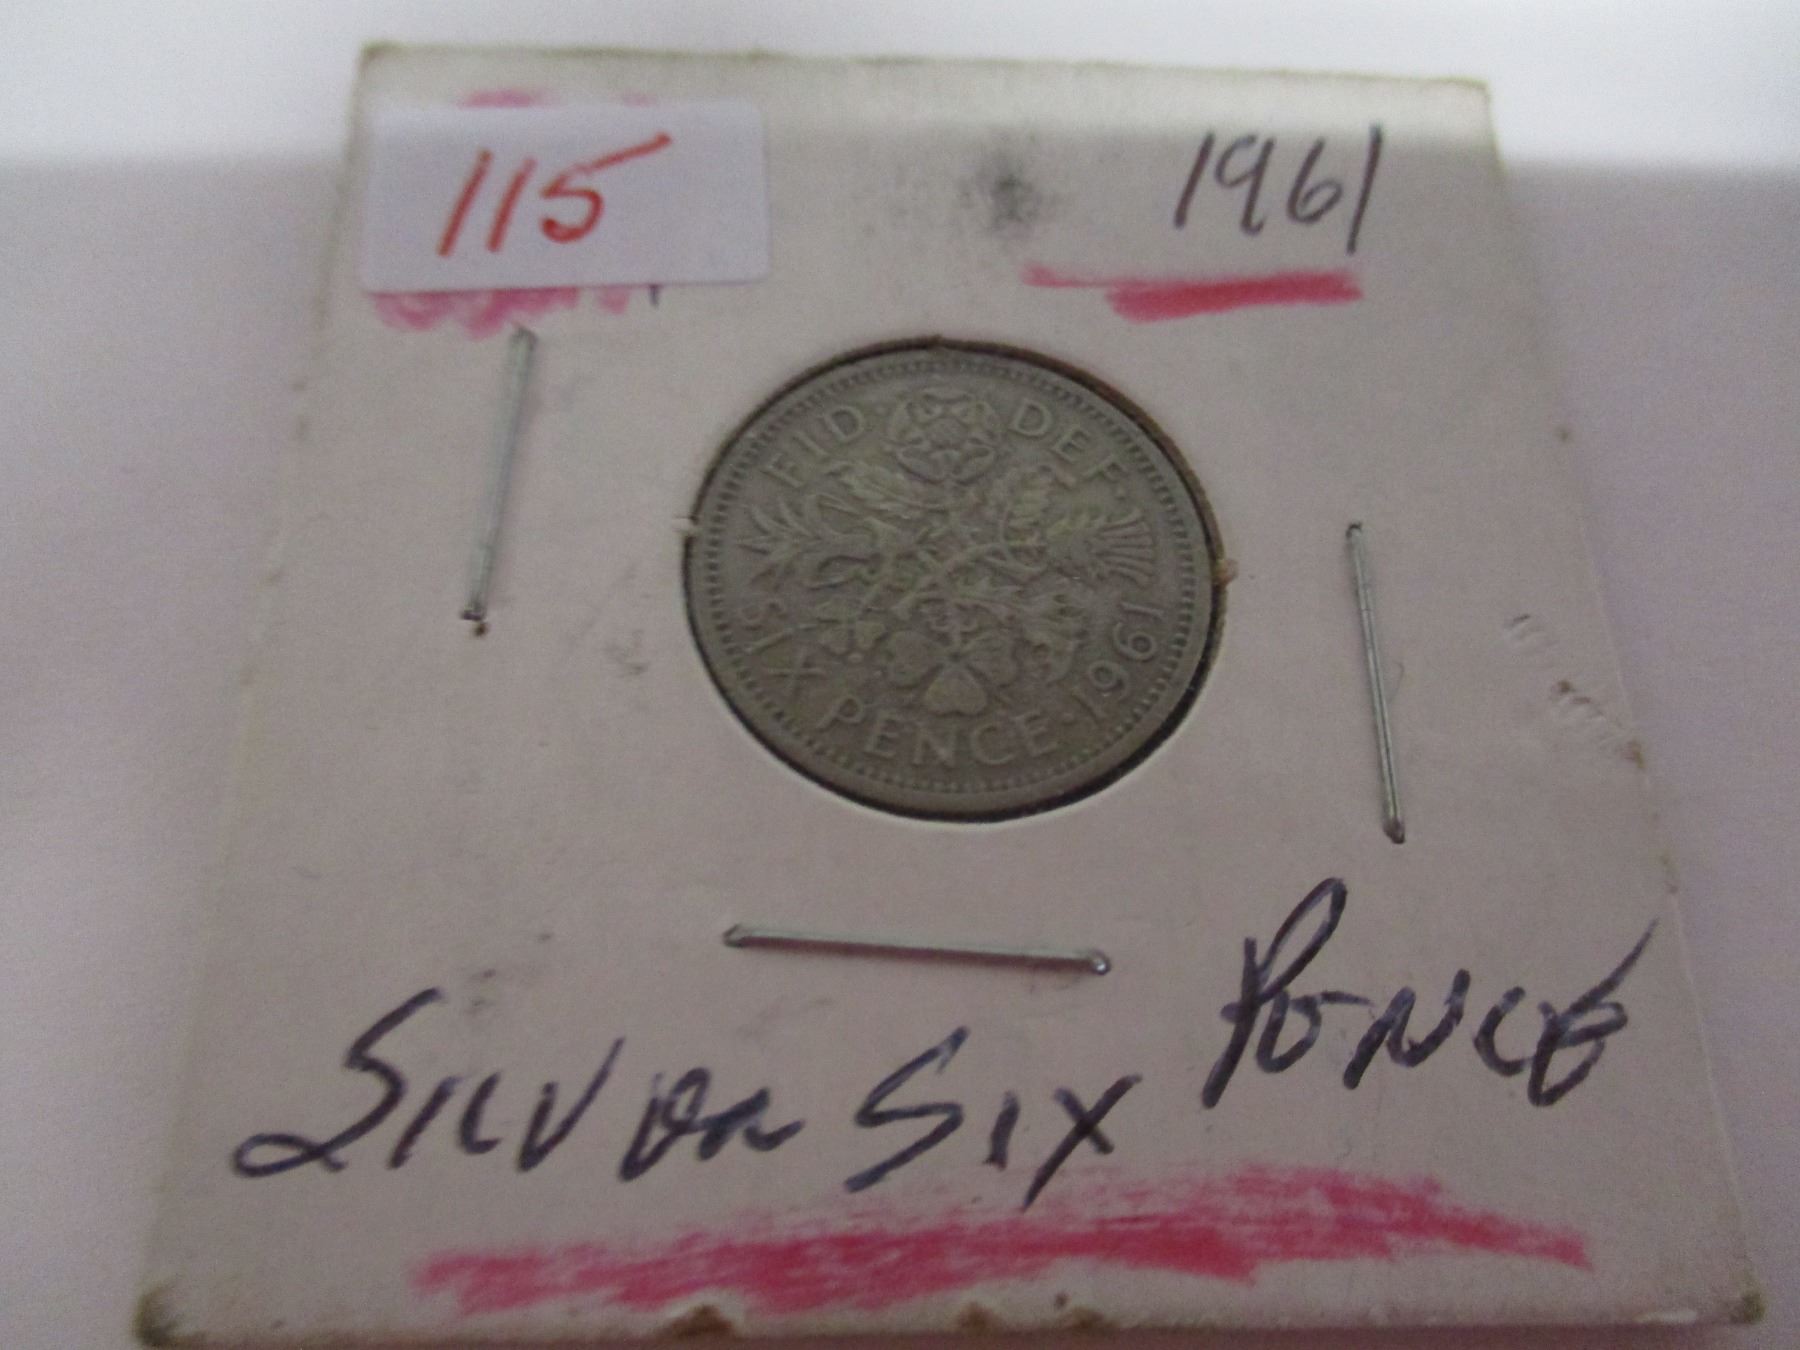 115
1961
FID · DEF ·
SIX PENCE · 1961
SILVER SIX PENCE